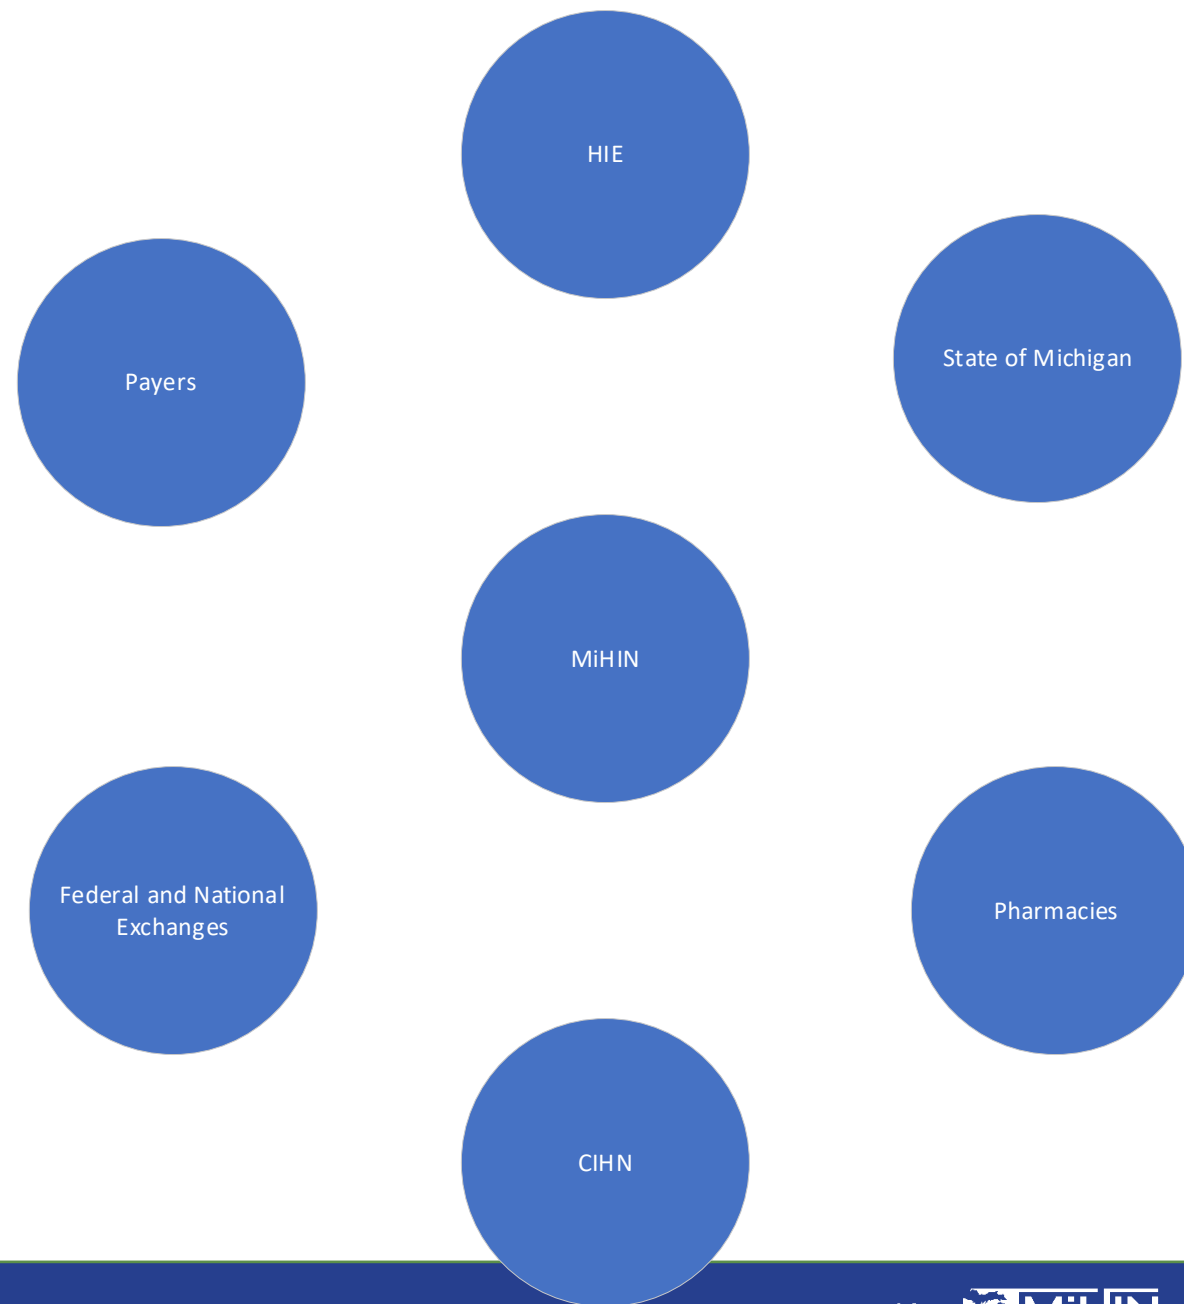 HIE
State of Michigan
Payers
MiHIN
Federal and National
Exchanges
Pharmacies
CIHN